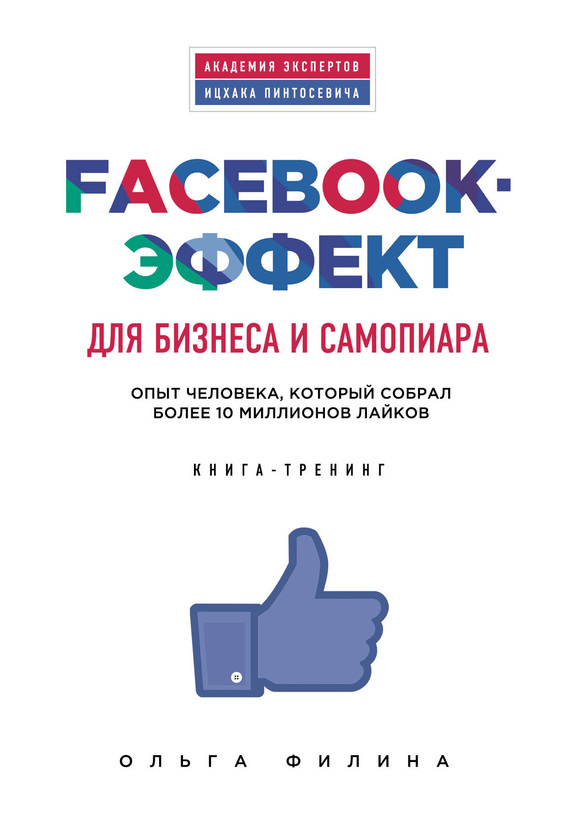 АКАДЕМИЯ ЭКСПЕРТОВ
ИЦХАКА ПИНТОСЕВИЧА
FACEBOOK-
ЭФФЕКТ
ДЛЯ БИЗНЕСА И САМОПИАРА
ОПЫТ ЧЕЛОВЕКА, КОТОРЫЙ СОБРАЛ
БОЛЕЕ 10 МИЛЛИОНОВ ЛАЙКОВ
КНИГА-ТРЕНИНГ
ОЛЬГА ФИЛИНА